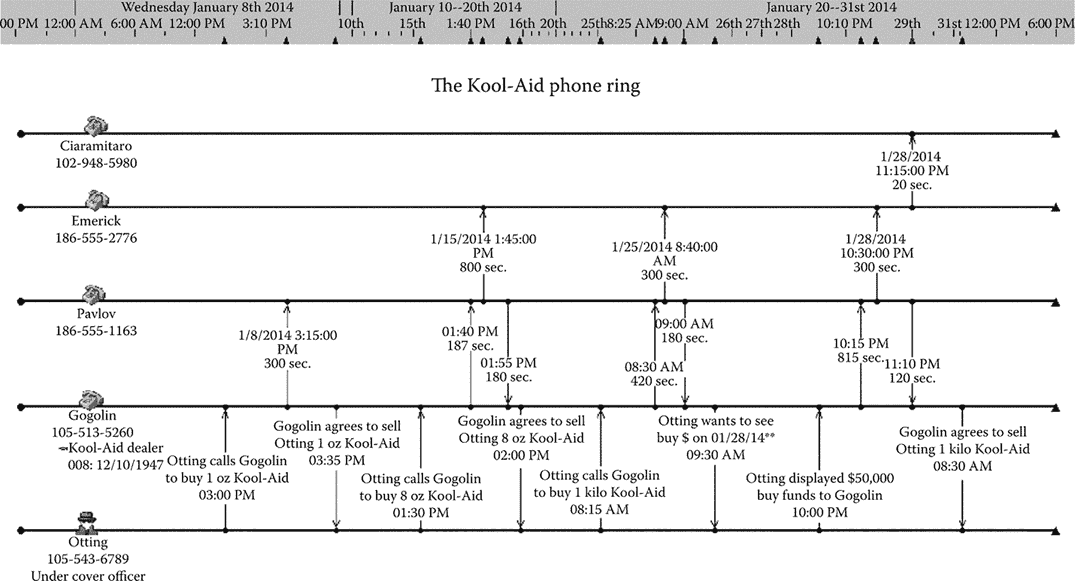 Wednesday January 8th 2014 January 10--20th 2014 January 20--31st 2014
00 PM 12:00 AM 6:00 AM 12:00 PM 3:10 PM 10th 15th 1:40 PM 16th 20th 25th 8:25 AM 9:00 AM 26th 27th 28th 10:10 PM 29th 31st 12:00 PM 6:00 PM
The Kool-Aid phone ring
Ciaramitaro
102-948-5980
1/28/2014
11:15:00 PM
20 sec.
Emerick
186-555-2776
1/15/2014 1:45:00
PM
800 sec.
1/25/2014 8:40:00
AM
300 sec.
1/28/2014
10:30:00 PM
300 sec.
Pavlov
186-555-1163
1/8/2014 3:15:00
PM
300 sec.
01:40 PM
187 sec.
01:55 PM
180 sec.
08:30 AM
420 sec.
09:00 AM
180 sec.
10:15 PM
815 sec.
11:10 PM
120 sec.
Gogolin
105-513-5260
Kool-Aid dealer
008: 12/10/1947
Otting calls Gogolin
to buy 1 oz Kool-Aid
03:00 PM
Gogolin agrees to sell
Otting 1 oz Kool-Aid
03:35 PM
Otting calls Gogolin
to buy 8 oz Kool-Aid
01:30 PM
Gogolin agrees to sell
Otting 8 oz Kool-Aid
02:00 PM
Otting calls Gogolin
to buy 1 kilo Kool-Aid
08:15 AM
Otting wants to see
buy $ on 01/28/14**
09:30 AM
Otting displayed $50,000
buy funds to Gogolin
10:00 PM
Gogolin agrees to sell
Otting 1 kilo Kool-Aid
08:30 AM
Otting
105-543-6789
Under cover officer